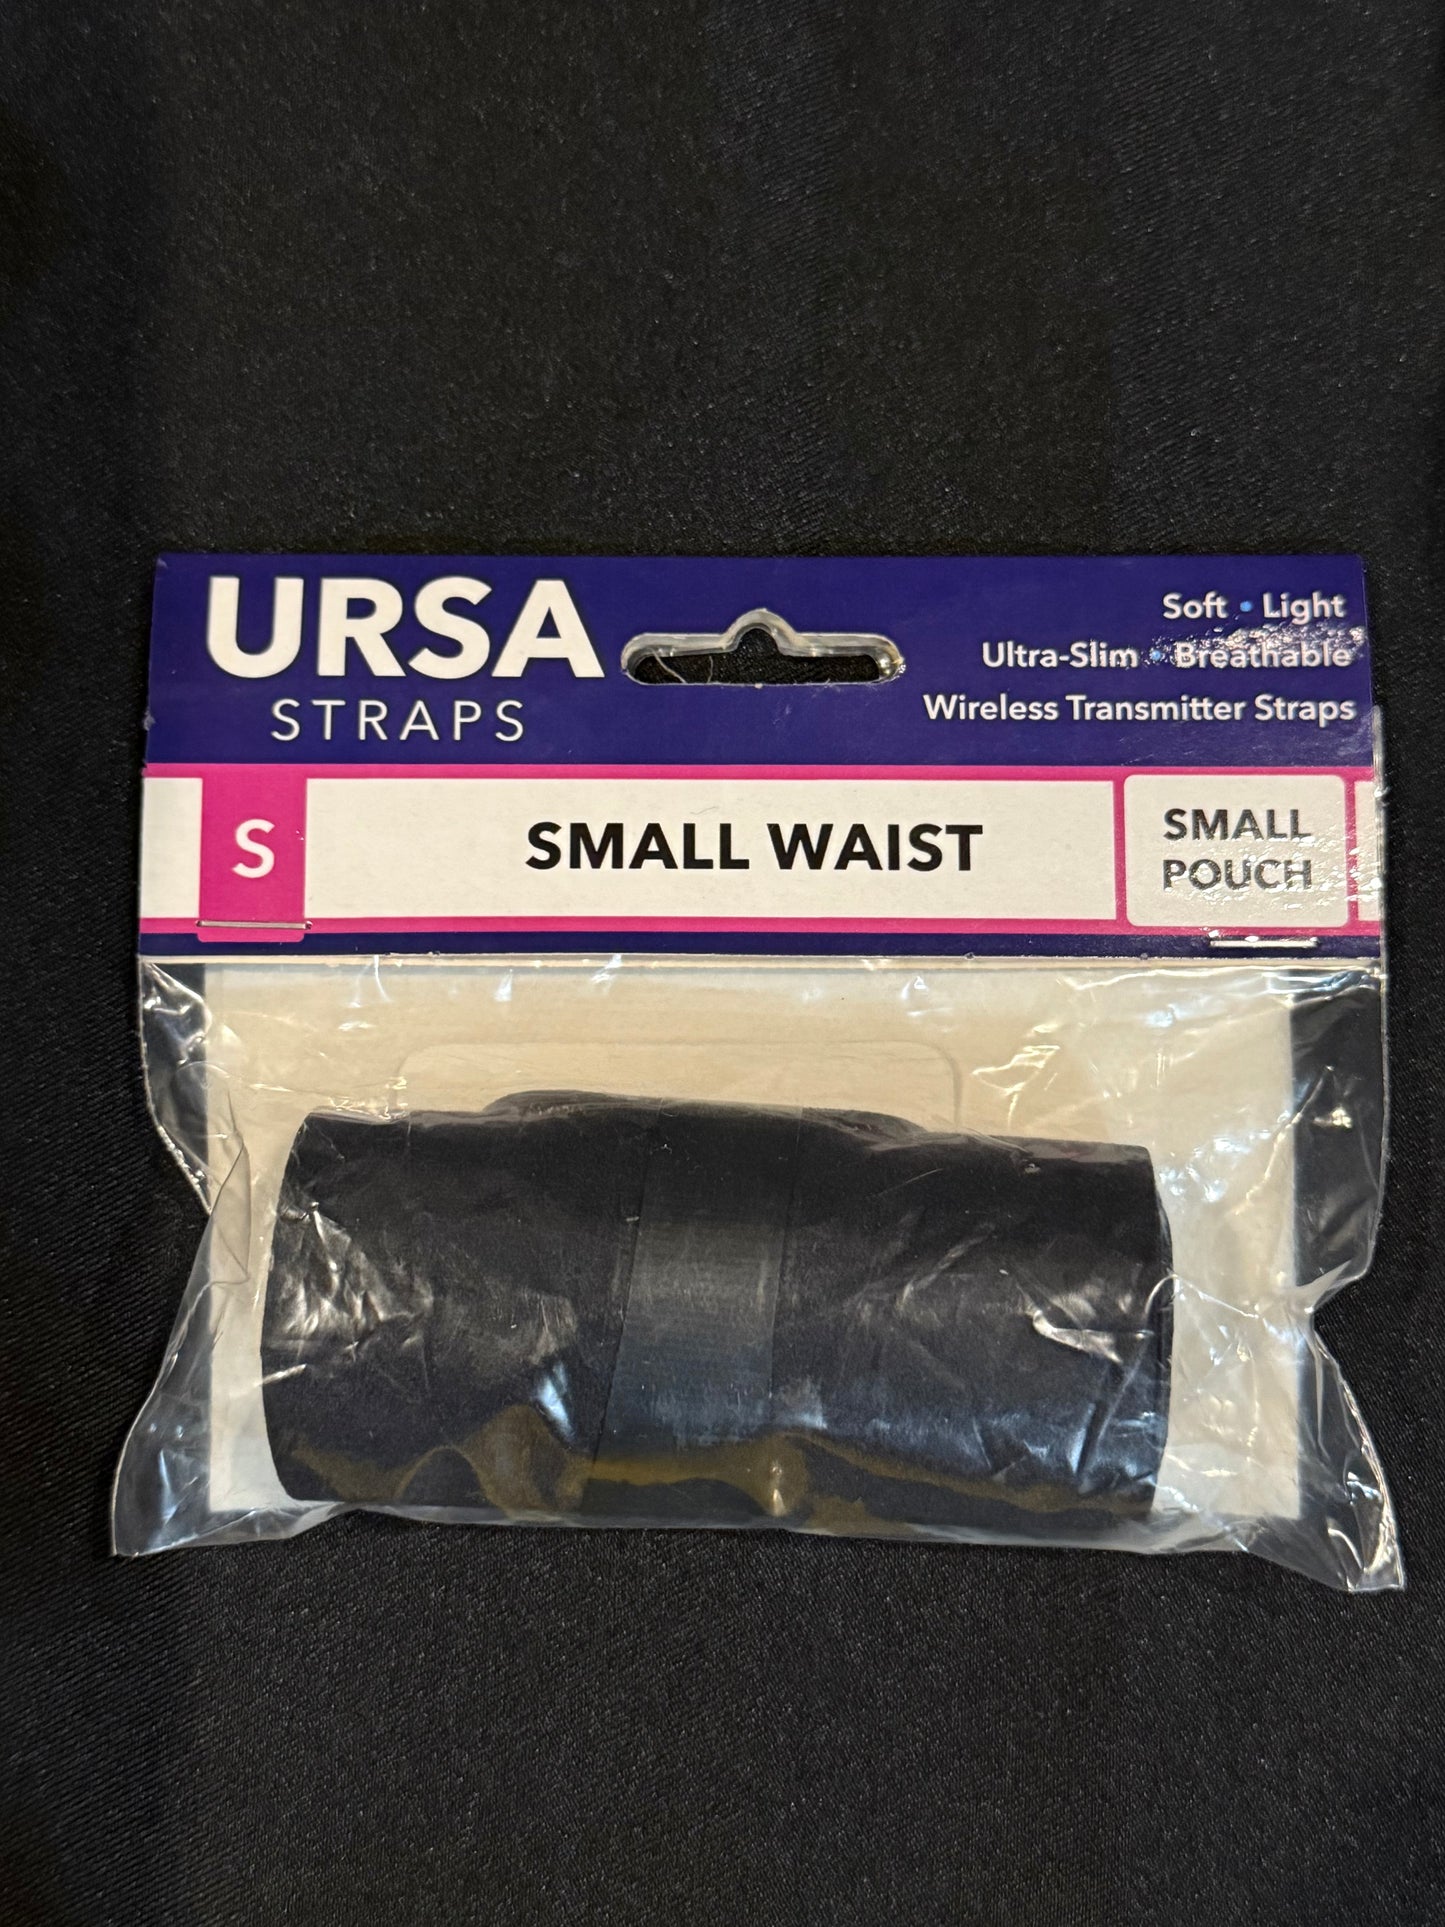 URSA
STRAPS
Soft • Light
Ultra-Slim • Breathable
Wireless Transmitter Straps
S
SMALL WAIST
SMALL
POUCH